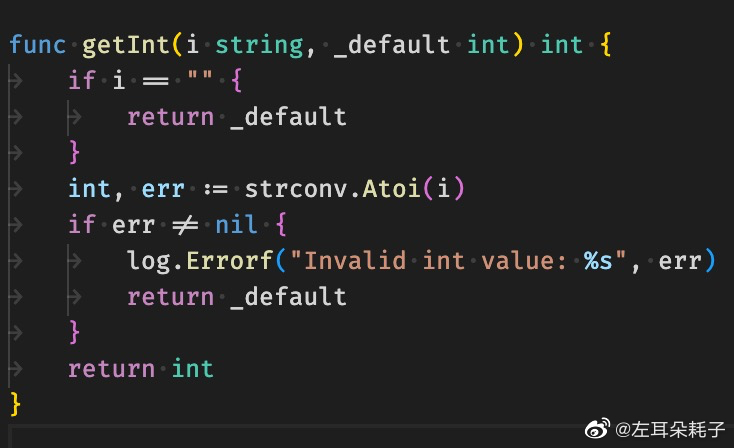 func getInt(i string, _default int) int {
    if i == "" {
        return _default
    }
    int, err := strconv.Atoi(i)
    if err != nil {
        log.Errorf("Invalid int value: %s", err)
        return _default
    }
    return int
}
@左耳朵耗子